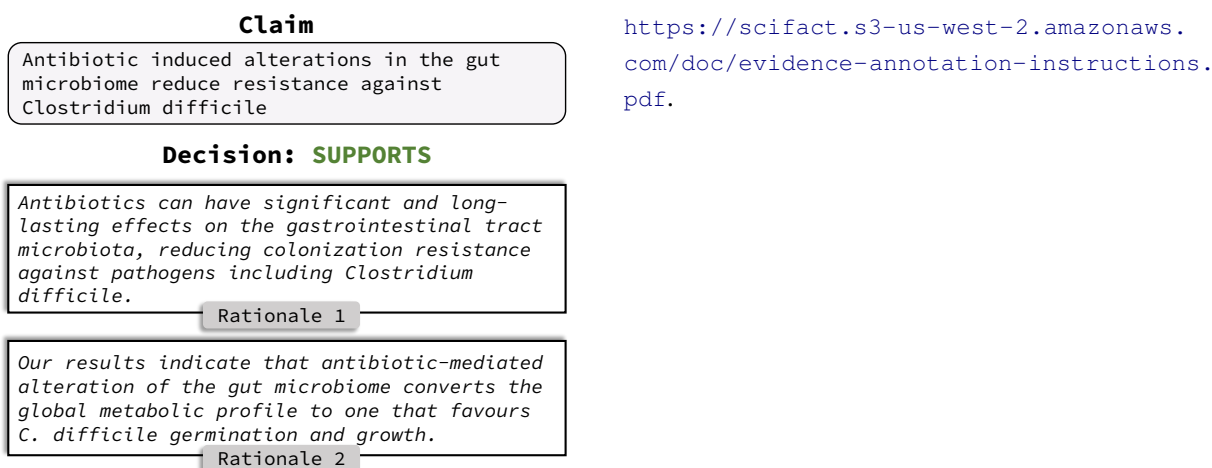 Claim
Antibiotic induced alterations in the gut
microbiome reduce resistance against
Clostridium difficile
Decision: SUPPORTS
Antibiotics can have significant and long-
lasting effects on the gastrointestinal tract
microbiota, reducing colonization resistance
against pathogens including Clostridium
difficile.
Rationale 1
Our results indicate that antibiotic-mediated
alteration of the gut microbiome converts the
global metabolic profile to one that favours
C. difficile germination and growth.
Rationale 2
https://scifact.s3-us-west-2.amazonaws.
com/doc/evidence-annotation-instructions.
pdf.